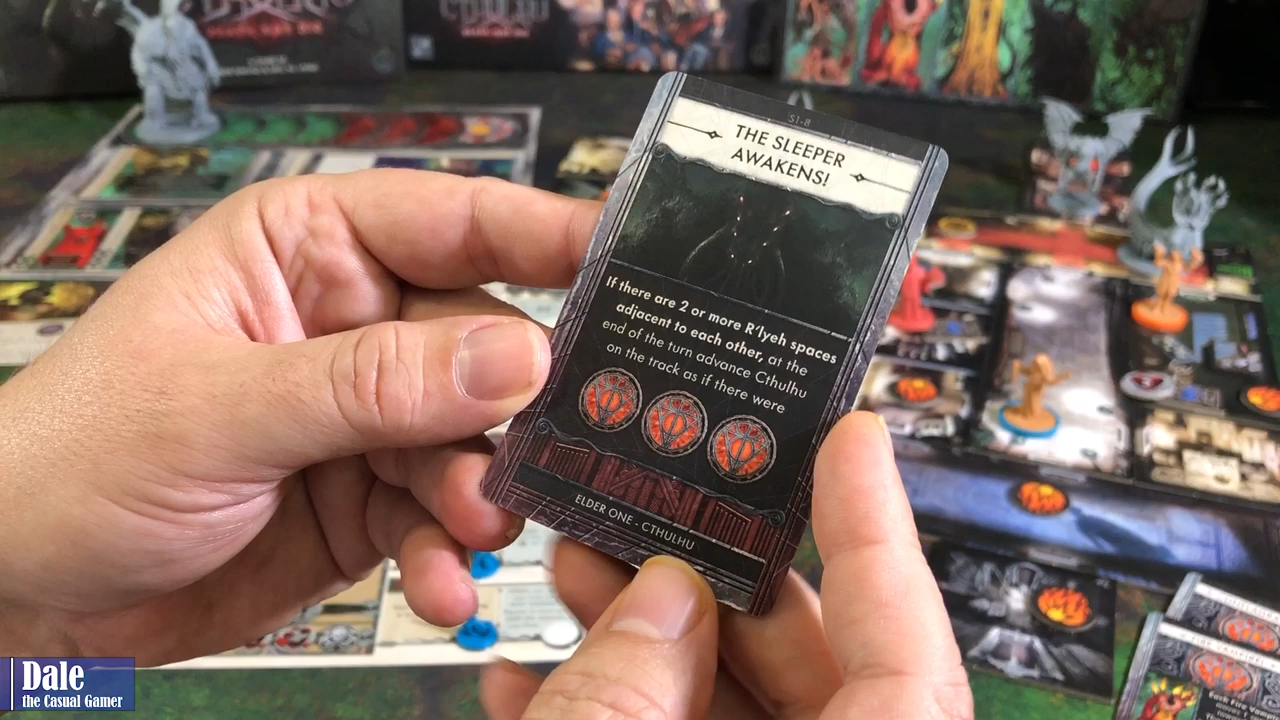 S1-8
THE SLEEPER
AWAKENS!
If there are 2 or more R'lyeh spaces
adjacent to each other, at the
end of the turn advance Cthulhu
on the track as if there were
ELDER ONE - CTHULHU
Dale
the Casual Gamer